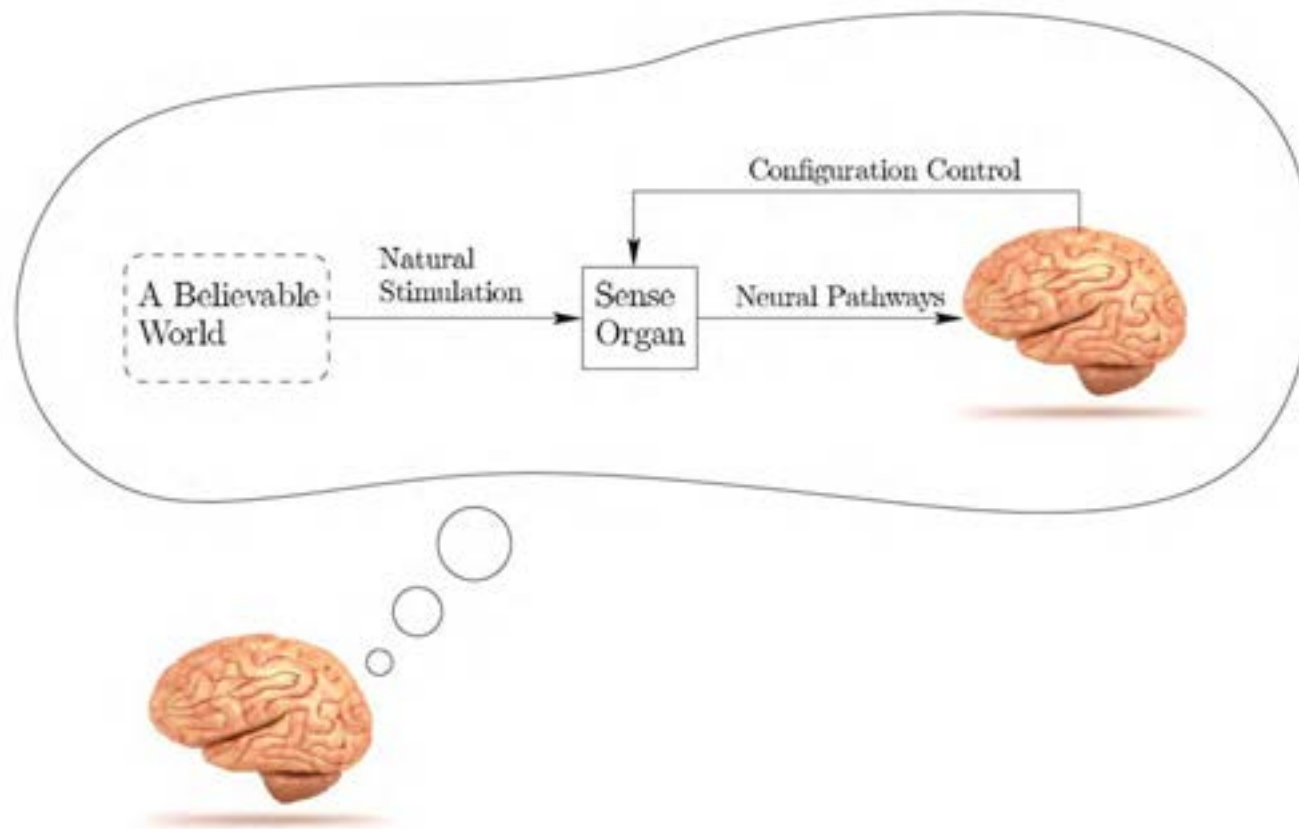 Configuration Control
Natural
Stimulation
A Believable
World
Sense
Organ
Neural Pathways